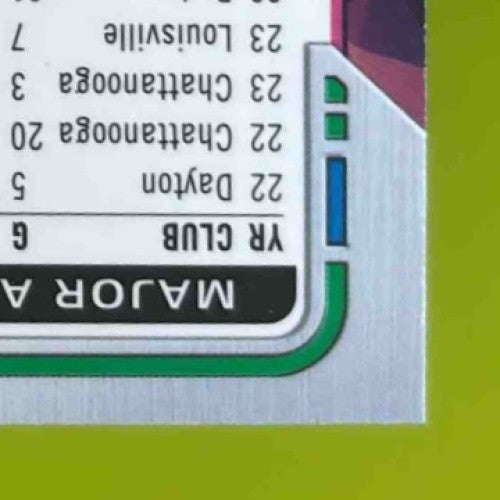 MAJOR A
YR CLUB G
22 Dayton 5
22 Chattanooga 20
23 Chattanooga 3
23 Louisville 7